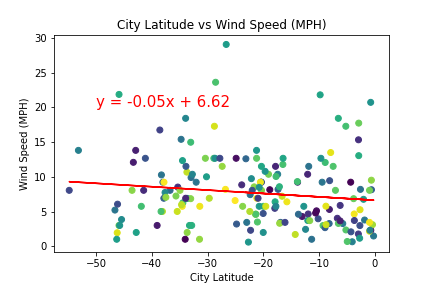 City Latitude vs Wind Speed (MPH)
Wind Speed (MPH)
30
25
20
15
10
5
0
y = -0.05x + 6.62
−50 −40 −30 −20 −10 0
City Latitude